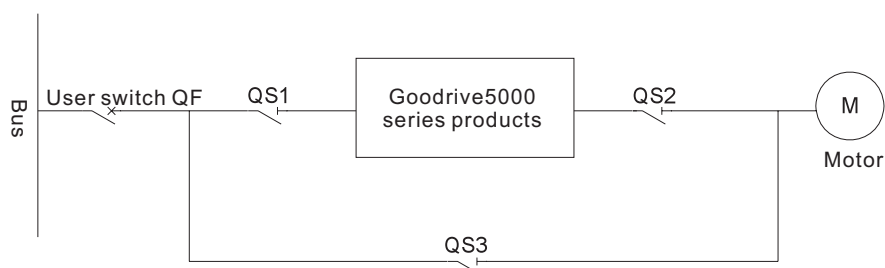 Bus
User switch QF
QS1
Goodrive5000
series products
QS2
M
Motor
QS3